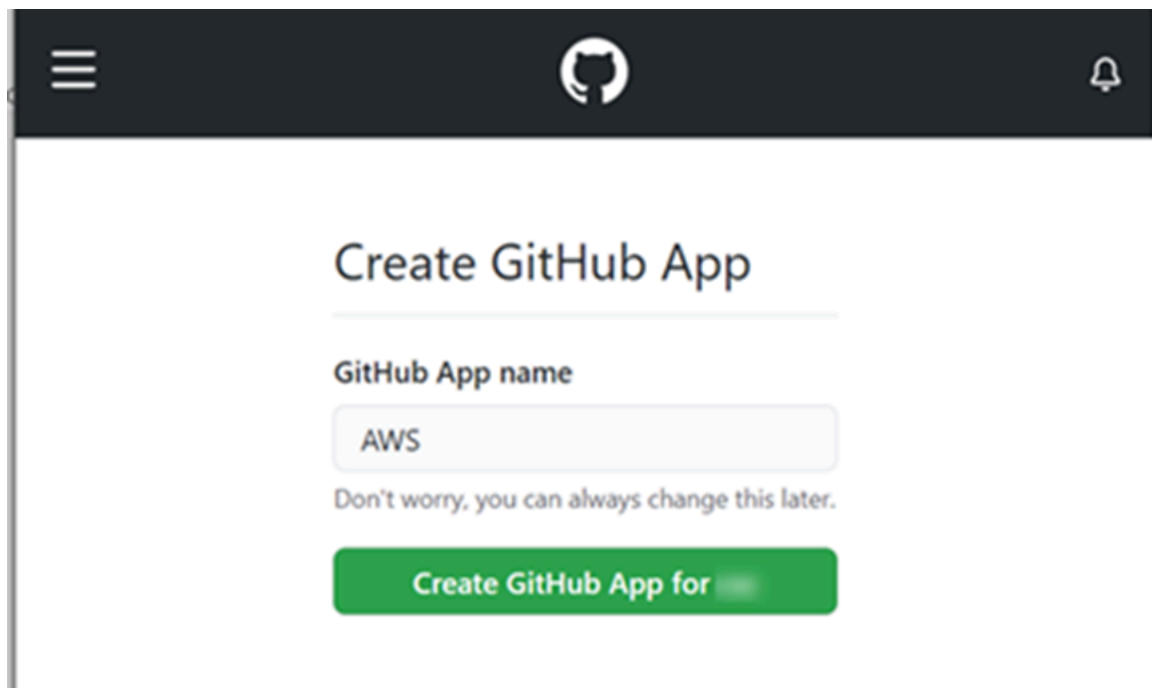 Create GitHub App
GitHub App name
AWS
Don't worry, you can always change this later.
Create GitHub App for